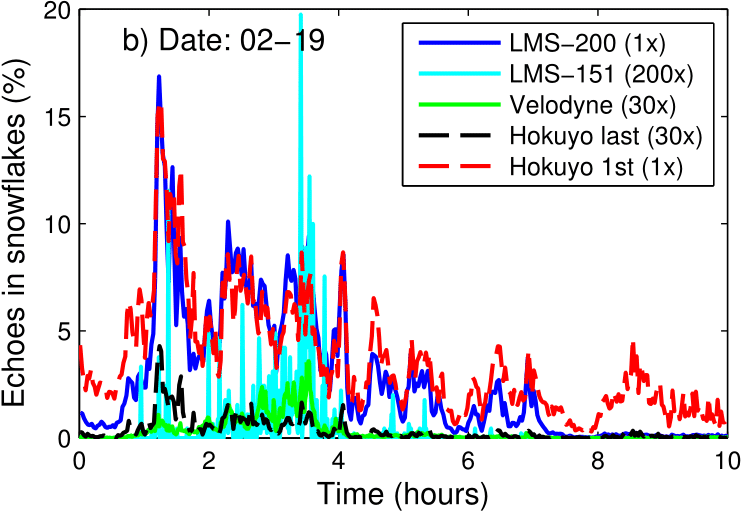 b) Date: 02−19
LMS−200 (1x)
LMS−151 (200x)
Velodyne (30x)
Hokuyo last (30x)
Hokuyo 1st (1x)
Echoes in snowflakes (%)
20
15
10
5
0
0 2 4 6 8 10
Time (hours)